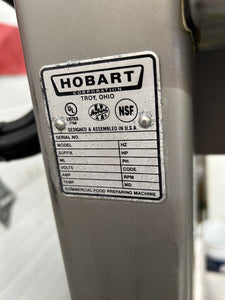 HOBART
CORPORATION
TROY, OHIO
UL
LISTED
NSF
DESIGNED & ASSEMBLED IN U.S.A.
SERIAL NO.
MODEL HZ
SUFFIX HP
ML PH
VOLTS CODE
AMP RPM
TEMP MO
COMMERCIAL FOOD PREPARING MACHINE